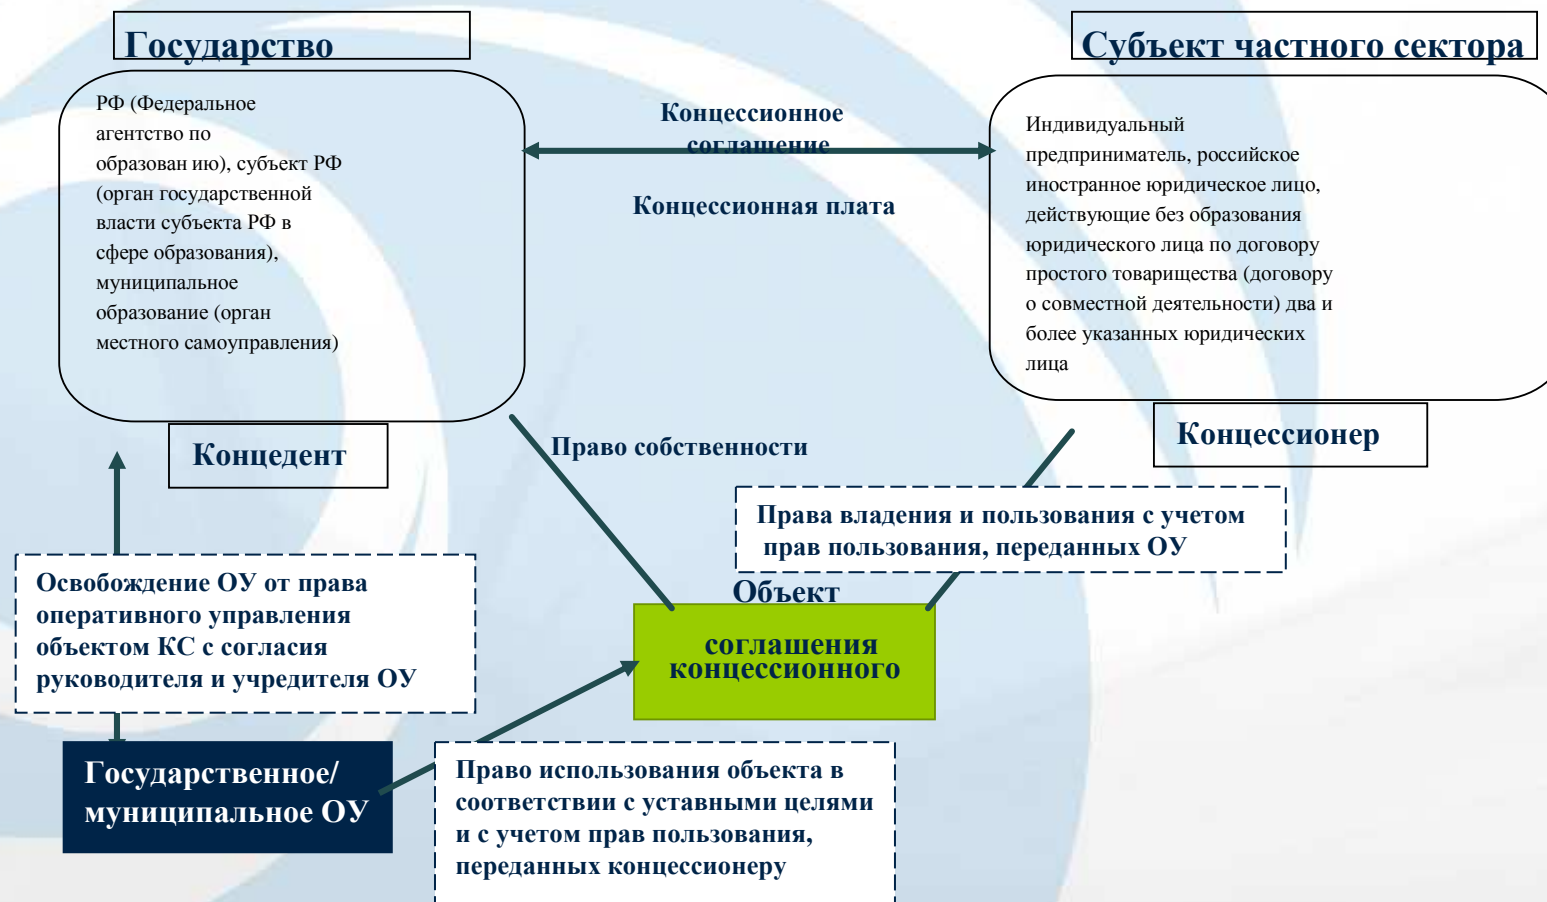 Государство
Субъект частного сектора
РФ (Федеральное
агентство по
образован ию), субъект РФ
(орган государственной
власти субъекта РФ в
сфере образования),
муниципальное
образование (орган
местного самоуправления)
Концессионное
соглашение
Концессионная плата
Индивидуальный
предприниматель, российское
иностранное юридическое лицо,
действующие без образования
юридического лица по договору
простого товарищества (договору
о совместной деятельности) два и
более указанных юридических
лица
Концедент
Концессионер
Право собственности
Права владения и пользования с учетом
прав пользования, переданных ОУ
Освобождение ОУ от права
оперативного управления
объектом КС с согласия
руководителя и учредителя ОУ
Объект
соглашения
концессионного
Государственное/
муниципальное ОУ
Право использования объекта в
соответствии с уставными целями
и с учетом прав пользования,
переданных концессионеру